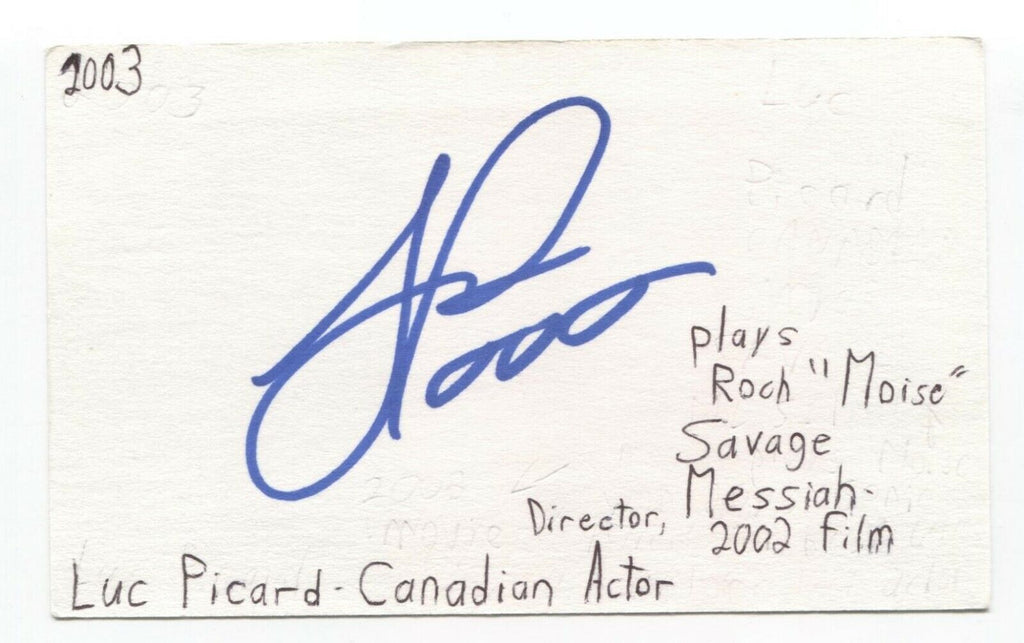 2003
plays
Roch "Moise"
Savage
Messiah-
Director, 2002 Film
Luc Picard - Canadian Actor